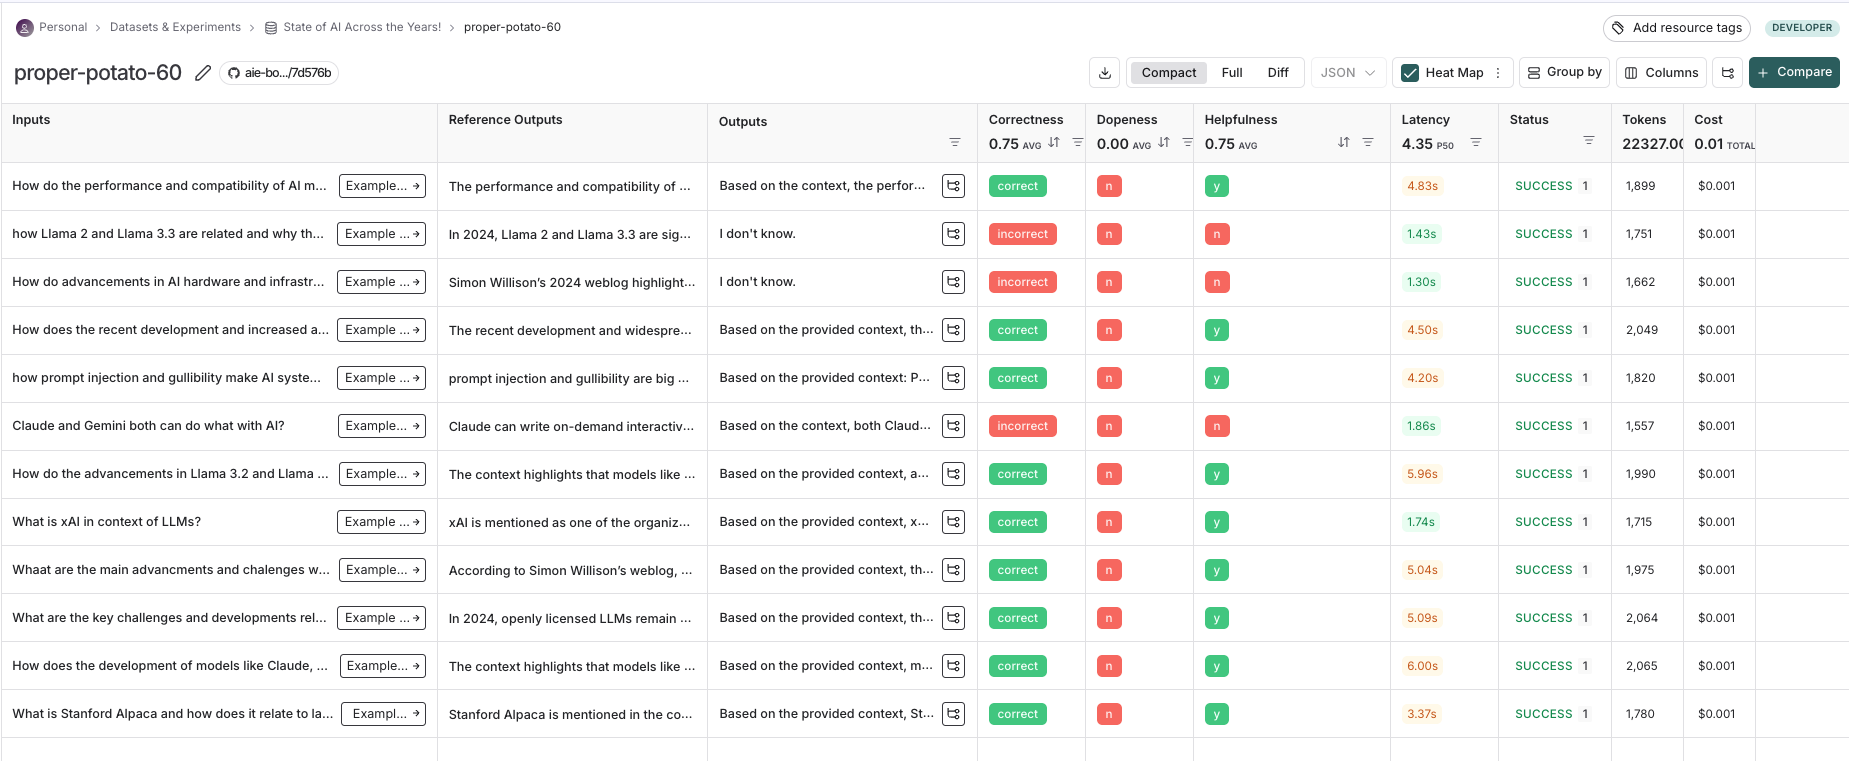 Personal > Datasets & Experiments > State of AI Across the Years! > proper-potato-60
Add resource tags DEVELOPER
proper-potato-60 aie-bo.../7d576b
Compact Full Diff JSON Heat Map Group by Columns + Compare
Inputs Reference Outputs Outputs Correctness Dopeness Helpfulness Latency Status Tokens Cost
0.75 AVG 0.00 AVG 0.75 AVG 4.35 P50 22327.00 0.01 TOTAL
How do the performance and compatibility of AI m... Example... → The performance and compatibility of ... Based on the context, the perfor... correct n y 4.83s SUCCESS 1 1,899 $0.001
how Llama 2 and Llama 3.3 are related and why th... Example ... → In 2024, Llama 2 and Llama 3.3 are sig... I don't know. incorrect n n 1.43s SUCCESS 1 1,751 $0.001
How do advancements in AI hardware and infrastr... Example ... → Simon Willison’s 2024 weblog highlight... I don't know. incorrect n n 1.30s SUCCESS 1 1,662 $0.001
How does the recent development and increased a... Example ... → The recent development and widespre... Based on the provided context, th... correct n y 4.50s SUCCESS 1 2,049 $0.001
how prompt injection and gullibility make AI syste... Example ... → prompt injection and gullibility are big ... Based on the provided context: P... correct n y 4.20s SUCCESS 1 1,820 $0.001
Claude and Gemini both can do what with AI? Example... → Claude can write on-demand interactiv... Based on the context, both Claud... incorrect n n 1.86s SUCCESS 1 1,557 $0.001
How do the advancements in Llama 3.2 and Llama ... Example... → The context highlights that models like ... Based on the provided context, a... correct n y 5.96s SUCCESS 1 1,990 $0.001
What is xAI in context of LLMs? Example ... → xAI is mentioned as one of the organiz... Based on the provided context, x... correct n y 1.74s SUCCESS 1 1,715 $0.001
Whaat are the main advancments and chalenges w... Example... → According to Simon Willison’s weblog, ... Based on the provided context, th... correct n y 5.04s SUCCESS 1 1,975 $0.001
What are the key challenges and developments rel... Example ... → In 2024, openly licensed LLMs remain ... Based on the provided context, th... correct n y 5.09s SUCCESS 1 2,064 $0.001
How does the development of models like Claude, ... Example... → The context highlights that models like ... Based on the provided context, m... correct n y 6.00s SUCCESS 1 2,065 $0.001
What is Stanford Alpaca and how does it relate to la... Exampl... → Stanford Alpaca is mentioned in the co... Based on the provided context, St... correct n y 3.37s SUCCESS 1 1,780 $0.001